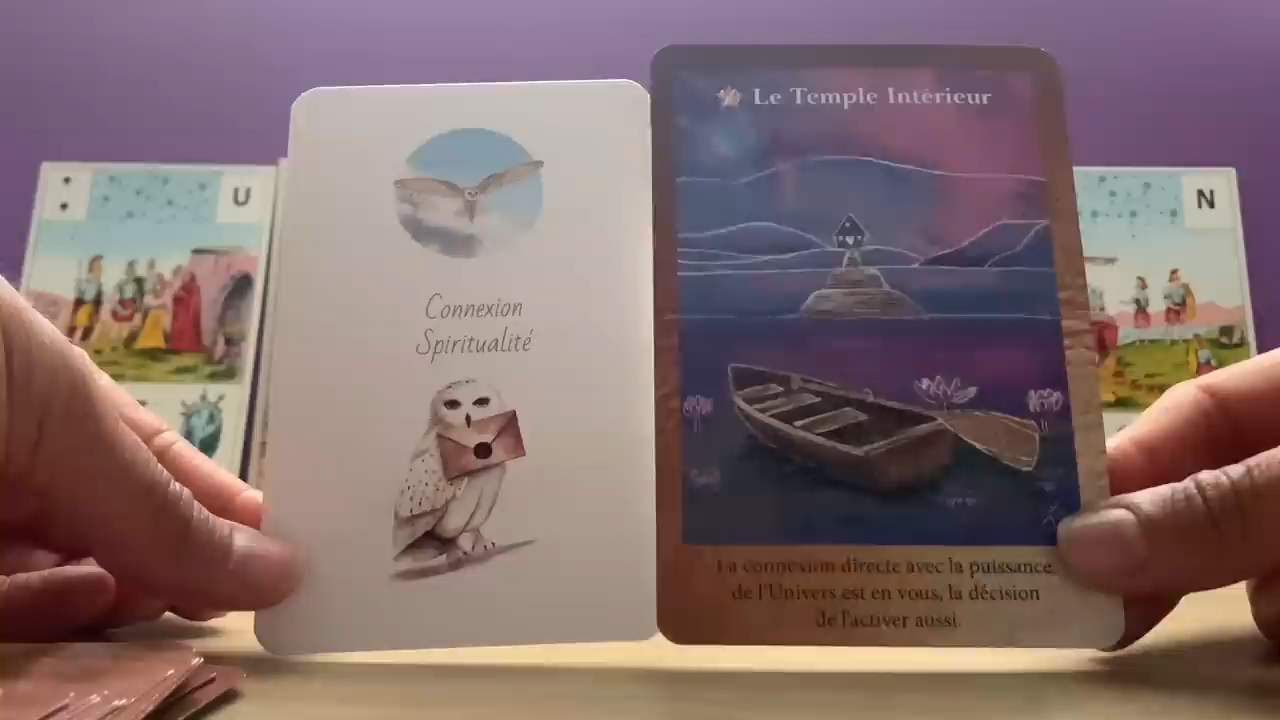 U
Connexion
Spiritualité
Le Temple Intérieur
La connexion directe avec la puissance
de l'Univers est en vous, la décision
de l'activer aussi.
N